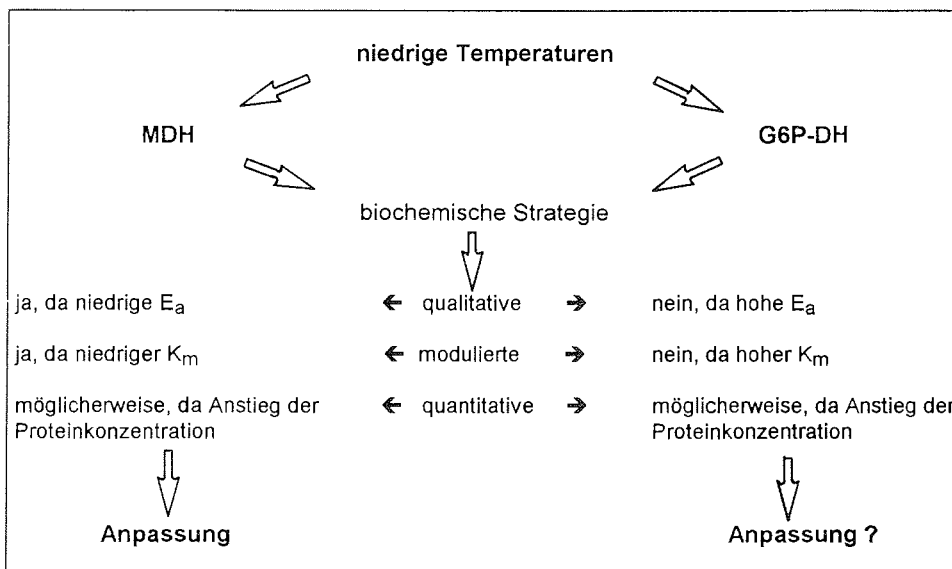 niedrige Temperaturen
MDH G6P-DH
biochemische Strategie
ja, da niedrige Ea qualitative nein, da hohe Ea
ja, da niedriger Km modulierte nein, da hoher Km
möglicherweise, da Anstieg der quantitative möglicherweise, da Anstieg der
Proteinkonzentration Proteinkonzentration
Anpassung Anpassung ?